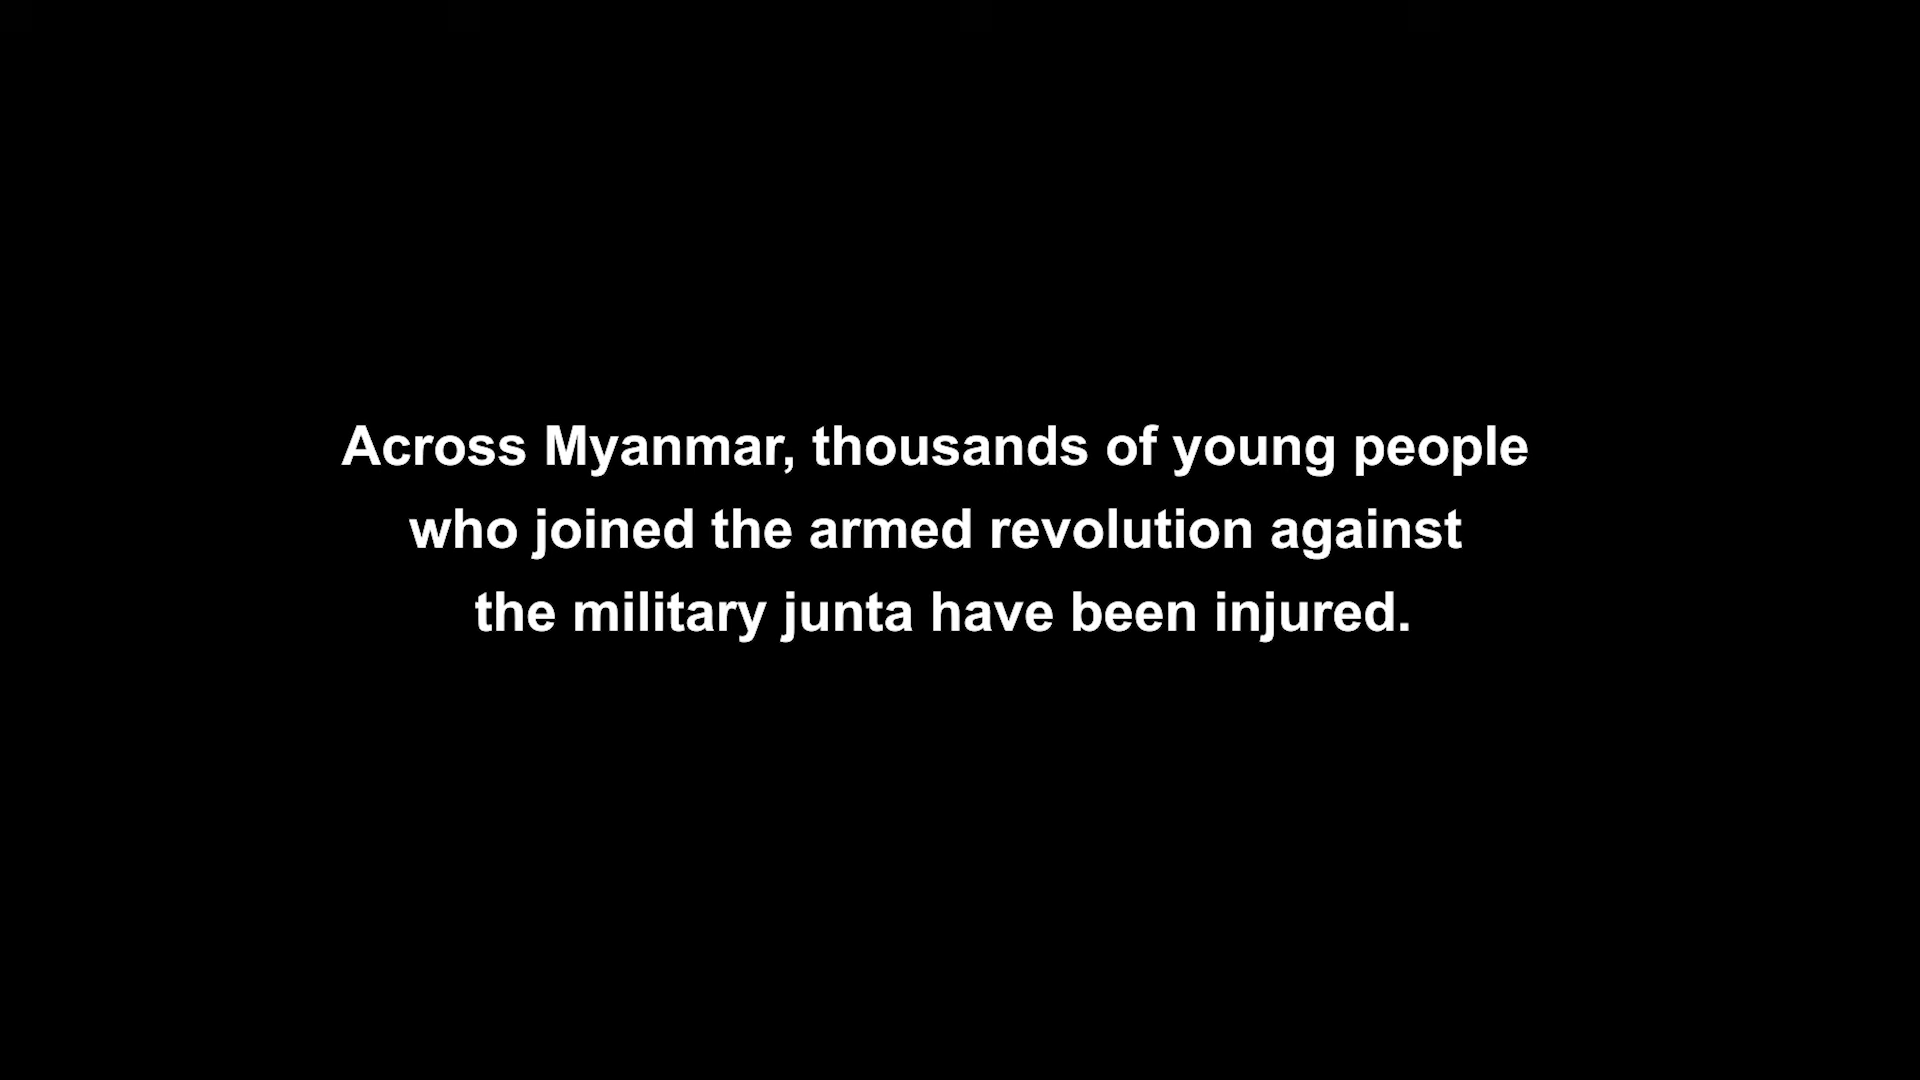 Across Myanmar, thousands of young people
who joined the armed revolution against
the military junta have been injured.